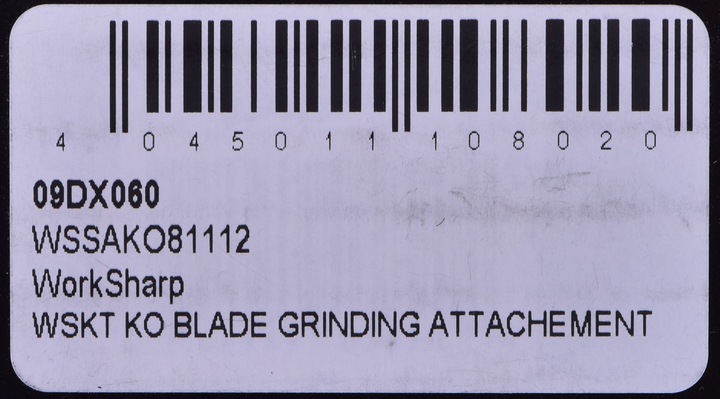 4 045011 108020
09DX060
WSSAKO81112
WorkSharp
WSKT KO BLADE GRINDING ATTACHEMENT